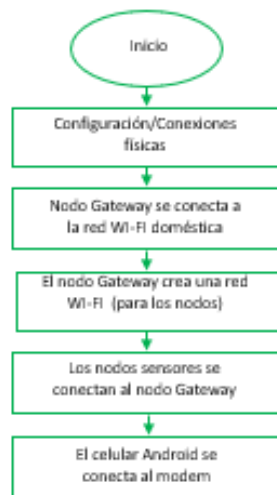 Inicio
Configuración/Conexiones
físicas
Nodo Gateway se conecta a
la red WI-FI doméstica
El nodo Gateway crea una red
WI-FI (para los nodos)
Los nodos sensores se
conectan al nodo Gateway
El celular Android se
conecta al modem